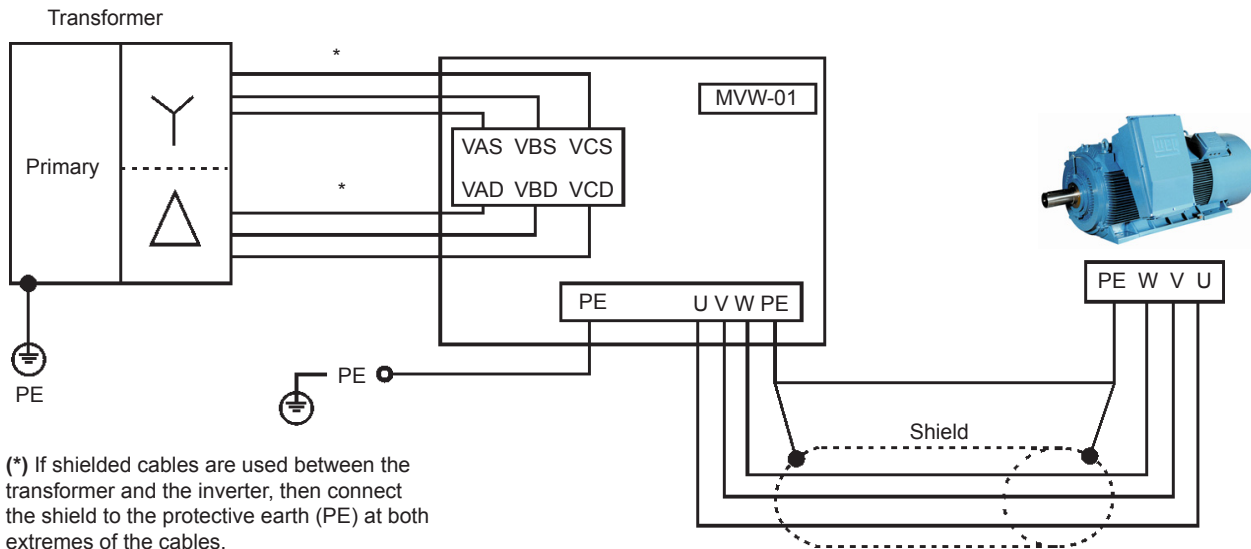 Transformer
*
MVW-01
VAS VBS VCS
Primary
*
VAD VBD VCD
PE W V U
PE
U V W PE
PE
PE
Shield
(*) If shielded cables are used between the
transformer and the inverter, then connect
the shield to the protective earth (PE) at both
extremes of the cables.